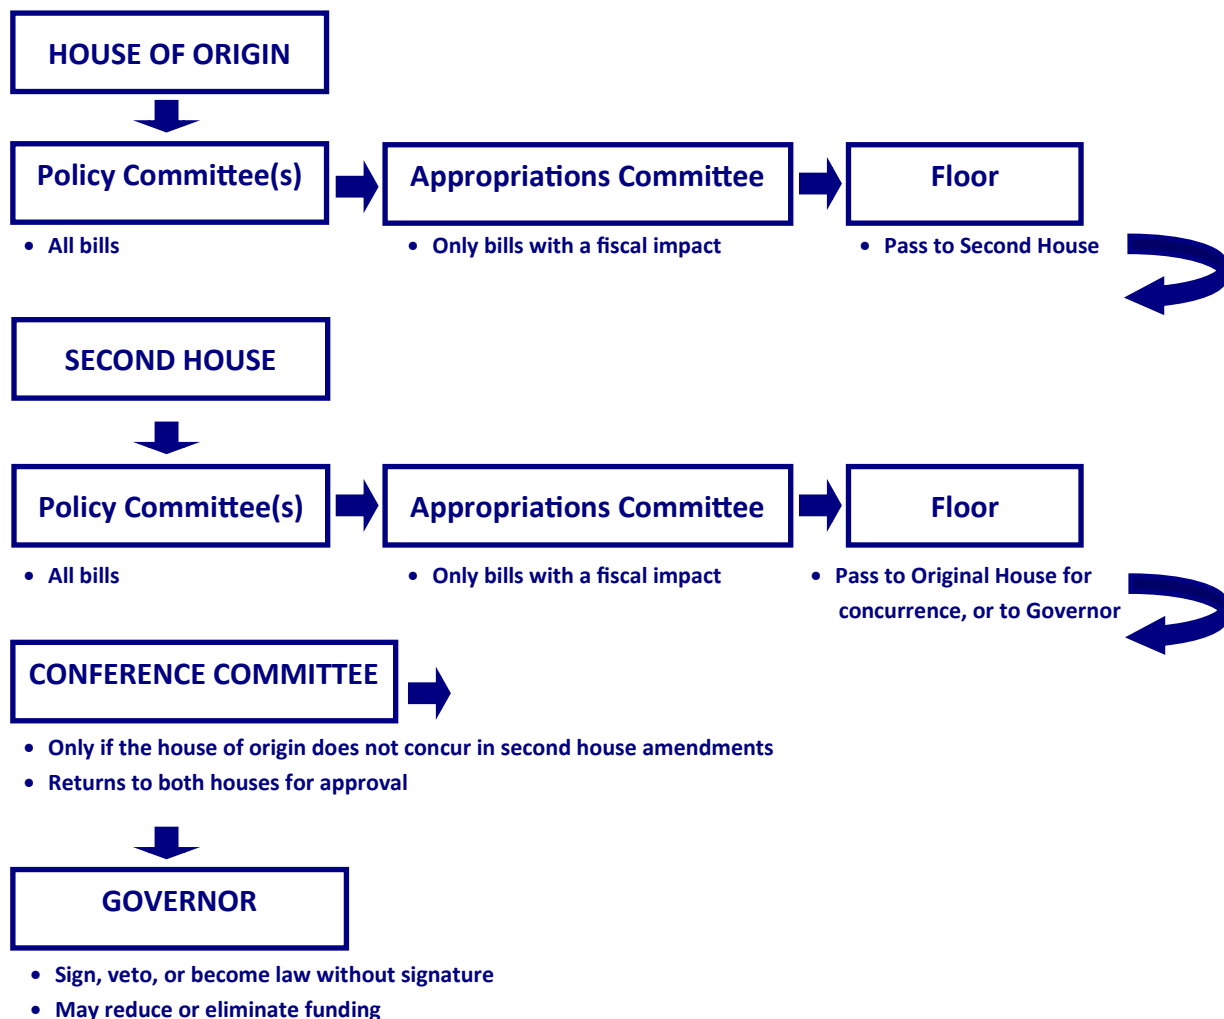 HOUSE OF ORIGIN
Policy Committee(s)
Appropriations Committee
Floor
• All bills
• Only bills with a fiscal impact
• Pass to Second House
SECOND HOUSE
Policy Committee(s)
Appropriations Committee
Floor
• All bills
• Only bills with a fiscal impact
• Pass to Original House for
concurrence, or to Governor
CONFERENCE COMMITTEE
• Only if the house of origin does not concur in second house amendments
• Returns to both houses for approval
GOVERNOR
• Sign, veto, or become law without signature
• May reduce or eliminate funding